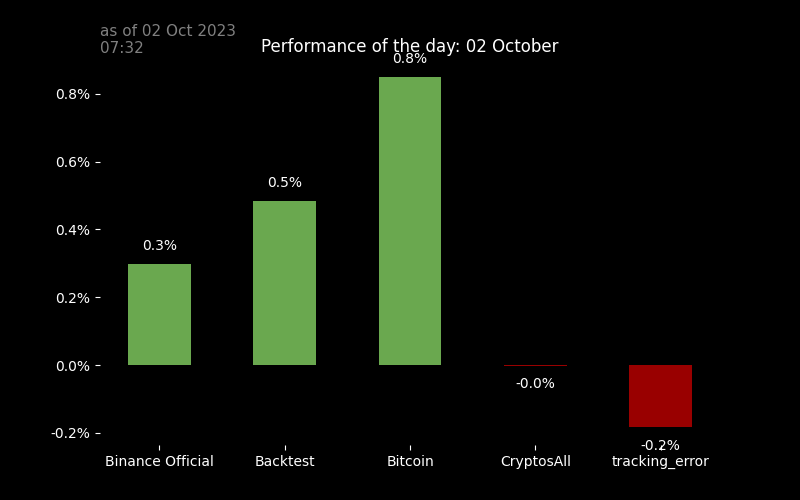 as of 02 Oct 2023
07:32
Performance of the day: 02 October
0.8%
0.8%
0.6%
0.5%
0.4%
0.3%
0.2%
0.0%
-0.0%
-0.2%
-0.2%
Binance Official
Backtest
Bitcoin
CryptosAll
tracking_error